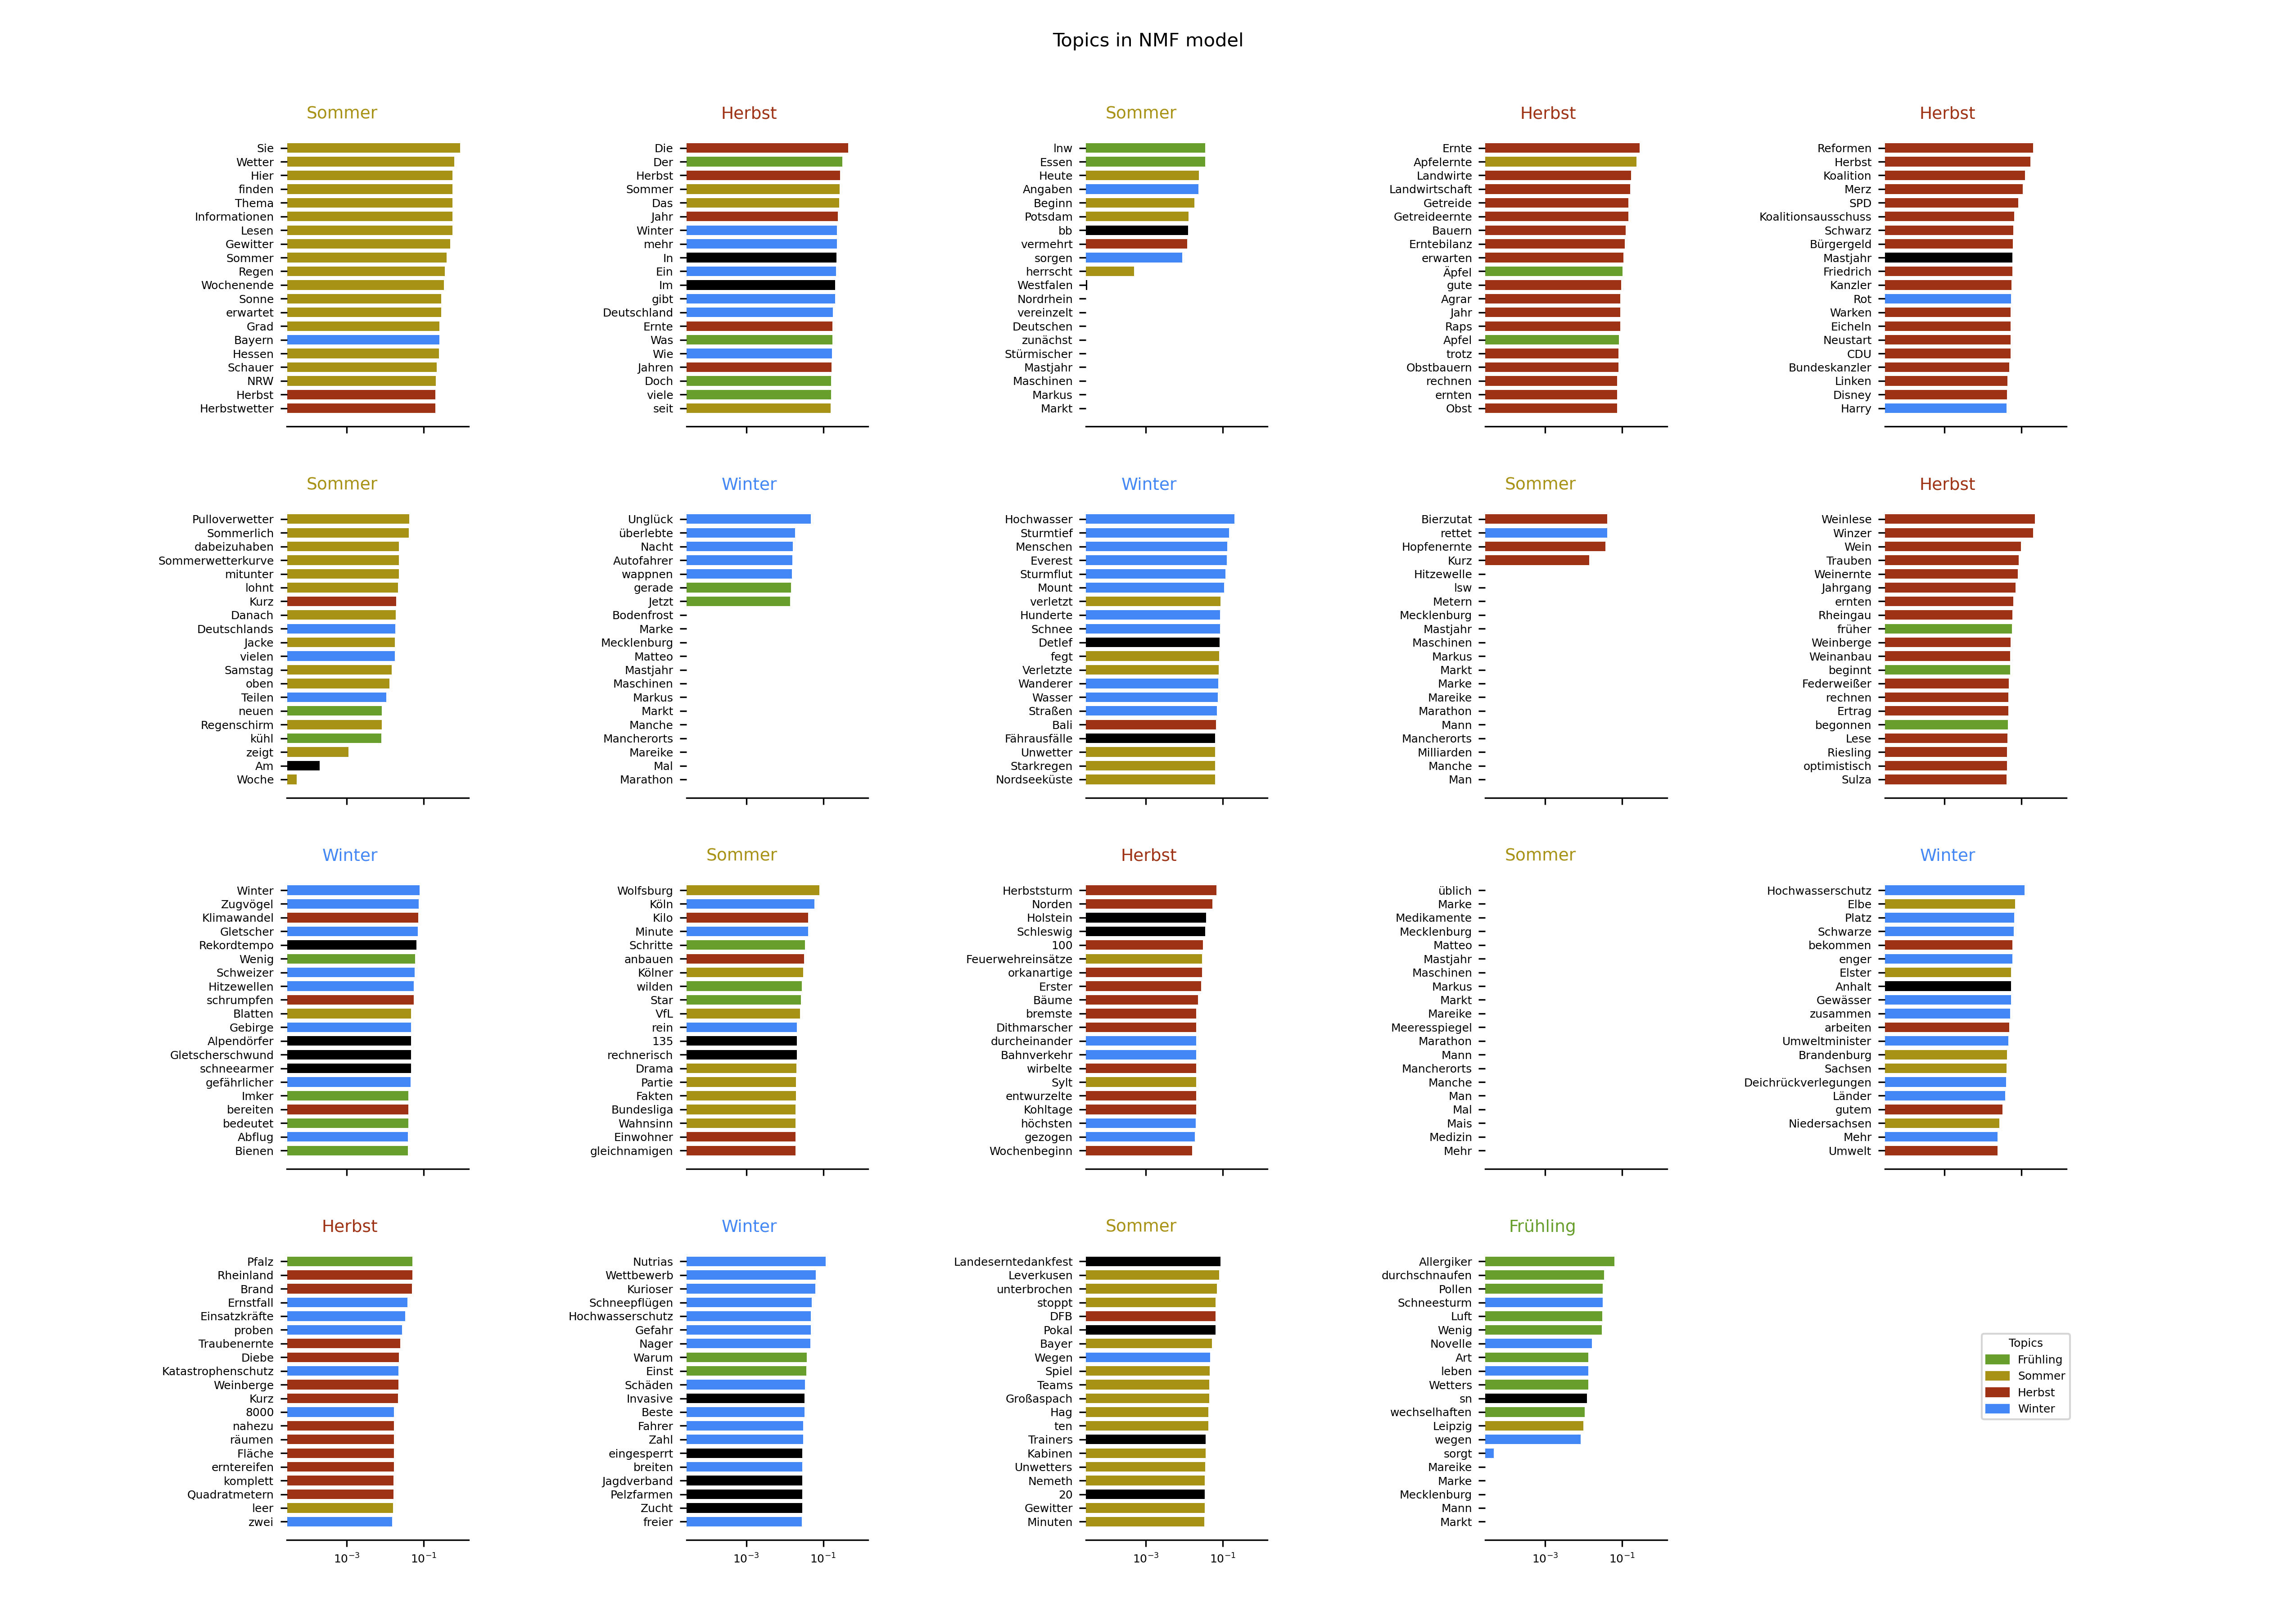 Topics in NMF model
Sommer
Sie
Wetter
Hier
finden
Thema
Informationen
Lesen
Gewitter
Sommer
Regen
Wochenende
Sonne
erwartet
Grad
Bayern
Hessen
Schauer
NRW
Herbst
Herbstwetter
Herbst
Die
Der
Herbst
Sommer
Das
Jahr
Winter
mehr
In
Ein
Im
gibt
Deutschland
Ernte
Was
Wie
Jahren
Doch
viele
seit
Sommer
lnw
Essen
Heute
Angaben
Beginn
Potsdam
bb
vermehrt
sorgen
herrscht
Westfalen
Nordrhein
vereinzelt
Deutschen
zunächst
Stürmischer
Mastjahr
Maschinen
Markus
Markt
Herbst
Ernte
Apfelernte
Landwirte
Landwirtschaft
Getreide
Getreideernte
Bauern
Erntebilanz
erwarten
Äpfel
gute
Agrar
Jahr
Raps
Apfel
trotz
Obstbauern
rechnen
ernten
Obst
Herbst
Reformen
Herbst
Koalition
Merz
SPD
Koalitionsausschuss
Schwarz
Bürgergeld
Mastjahr
Friedrich
Kanzler
Rot
Warken
Eicheln
Neustart
CDU
Bundeskanzler
Linken
Disney
Harry
Sommer
Pulloverwetter
Sommerlich
dabeizuhaben
Sommerwetterkurve
mitunter
lohnt
Kurz
Danach
Deutschlands
Jacke
vielen
Samstag
oben
Teilen
neuen
Regenschirm
kühl
zeigt
Am
Woche
Winter
Unglück
überlebte
Nacht
Autofahrer
wappnen
gerade
Jetzt
Bodenfrost
Marke
Mecklenburg
Matteo
Mastjahr
Maschinen
Markus
Markt
Manche
Mancherorts
Mareike
Mal
Marathon
Winter
Hochwasser
Sturmtief
Menschen
Everest
Sturmflut
Mount
verletzt
Hunderte
Schnee
Detlef
fegt
Verletzte
Wanderer
Wasser
Straßen
Bali
Fährausfälle
Unwetter
Starkregen
Nordseeküste
Sommer
Bierzutat
rettet
Hopfenernte
Kurz
Hitzewelle
lsw
Metern
Mecklenburg
Mastjahr
Maschinen
Markus
Markt
Marke
Mareike
Marathon
Mann
Mancherorts
Milliarden
Manche
Man
Herbst
Weinlese
Winzer
Wein
Trauben
Weinernte
Jahrgang
ernten
Rheingau
früher
Weinberge
Weinanbau
beginnt
Federweißer
rechnen
Ertrag
begonnen
Lese
Riesling
optimistisch
Sulza
Winter
Winter
Zugvögel
Klimawandel
Gletscher
Rekordtempo
Wenig
Schweizer
Hitzewellen
schrumpfen
Blatten
Gebirge
Alpendörfer
Gletscherschwund
schneearmer
gefährlicher
Imker
bereiten
bedeutet
Abflug
Bienen
Sommer
Wolfsburg
Köln
Kilo
Minute
Schritte
anbauen
Kölner
wilden
Star
VfL
rein
135
rechnerisch
Drama
Partie
Fakten
Bundesliga
Wahnsinn
Einwohner
gleichnamigen
Herbst
Herbststurm
Norden
Holstein
Schleswig
100
Feuerwehreinsätze
orkanartige
Erster
Bäume
bremste
Dithmarscher
durcheinander
Bahnverkehr
wirbelte
Sylt
entwurzelte
Kohltage
höchsten
gezogen
Wochenbeginn
Sommer
üblich
Marke
Medikamente
Mecklenburg
Matteo
Mastjahr
Maschinen
Markus
Markt
Mareike
Meeresspiegel
Marathon
Mann
Mancherorts
Manche
Man
Mal
Mais
Medizin
Mehr
Winter
Hochwasserschutz
Elbe
Platz
Schwarze
bekommen
enger
Elster
Anhalt
Gewässer
zusammen
arbeiten
Umweltminister
Brandenburg
Sachsen
Deichrückverlegungen
Länder
gutem
Niedersachsen
Mehr
Umwelt
Herbst
Pfalz
Rheinland
Brand
Ernstfall
Einsatzkräfte
proben
Traubenernte
Diebe
Katastrophenschutz
Weinberge
Kurz
8000
nahezu
räumen
Fläche
erntereifen
komplett
Quadratmetern
leer
zwei
10⁻³ 10⁻¹
Winter
Nutrias
Wettbewerb
Kurioser
Schneepflügen
Hochwasserschutz
Gefahr
Nager
Warum
Einst
Schäden
Invasive
Beste
Fahrer
Zahl
eingesperrt
breiten
Jagdverband
Pelzfarmen
Zucht
freier
10⁻³ 10⁻¹
Sommer
Landeserntedankfest
Leverkusen
unterbrochen
stoppt
DFB
Pokal
Bayer
Wegen
Spiel
Teams
Großaspach
Hag
ten
Trainers
Kabinen
Unwetters
Nemeth
20
Gewitter
Minuten
10⁻³ 10⁻¹
Frühling
Allergiker
durchschnaufen
Pollen
Schneesturm
Luft
Wenig
Novelle
Art
leben
Wetters
sn
wechselhaften
Leipzig
wegen
sorgt
Mareike
Marke
Mecklenburg
Mann
Markt
10⁻³ 10⁻¹
Topics
Frühling
Sommer
Herbst
Winter